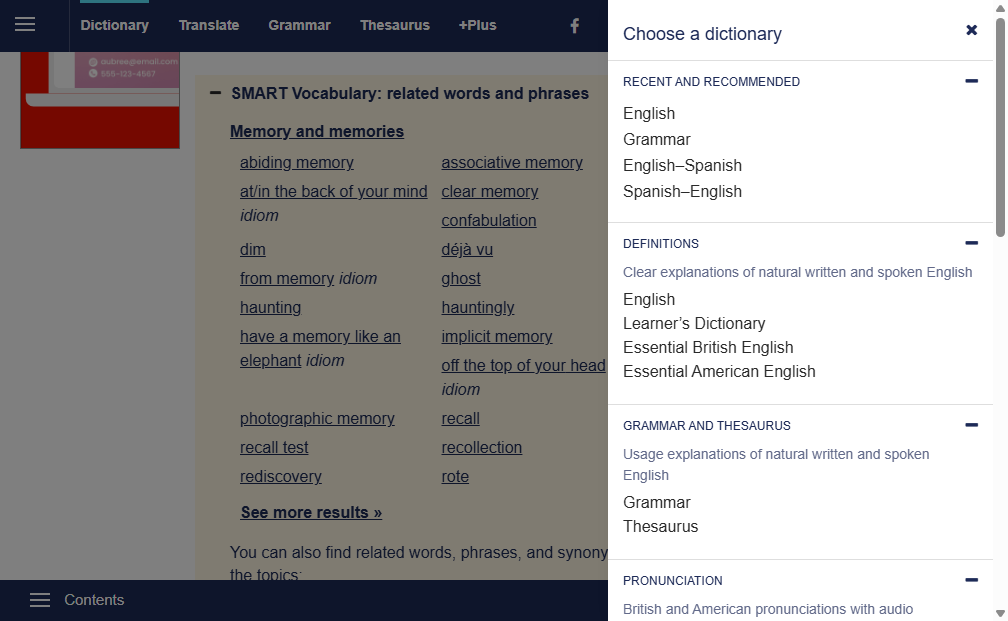 Dictionary Translate Grammar Thesaurus +Plus
aubree@email.com
555-123-4567
SMART Vocabulary: related words and phrases
Memory and memories
abiding memory
at/in the back of your mind
idiom
dim
from memory idiom
haunting
have a memory like an
elephant idiom
photographic memory
recall test
rediscovery
associative memory
clear memory
confabulation
déjà vu
ghost
hauntingly
implicit memory
off the top of your head
idiom
recall
recollection
rote
See more results »
You can also find related words, phrases, and synony
the topics:
Contents
Choose a dictionary
RECENT AND RECOMMENDED
English
Grammar
English–Spanish
Spanish–English
DEFINITIONS
Clear explanations of natural written and spoken English
English
Learner’s Dictionary
Essential British English
Essential American English
GRAMMAR AND THESAURUS
Usage explanations of natural written and spoken
English
Grammar
Thesaurus
PRONUNCIATION
British and American pronunciations with audio